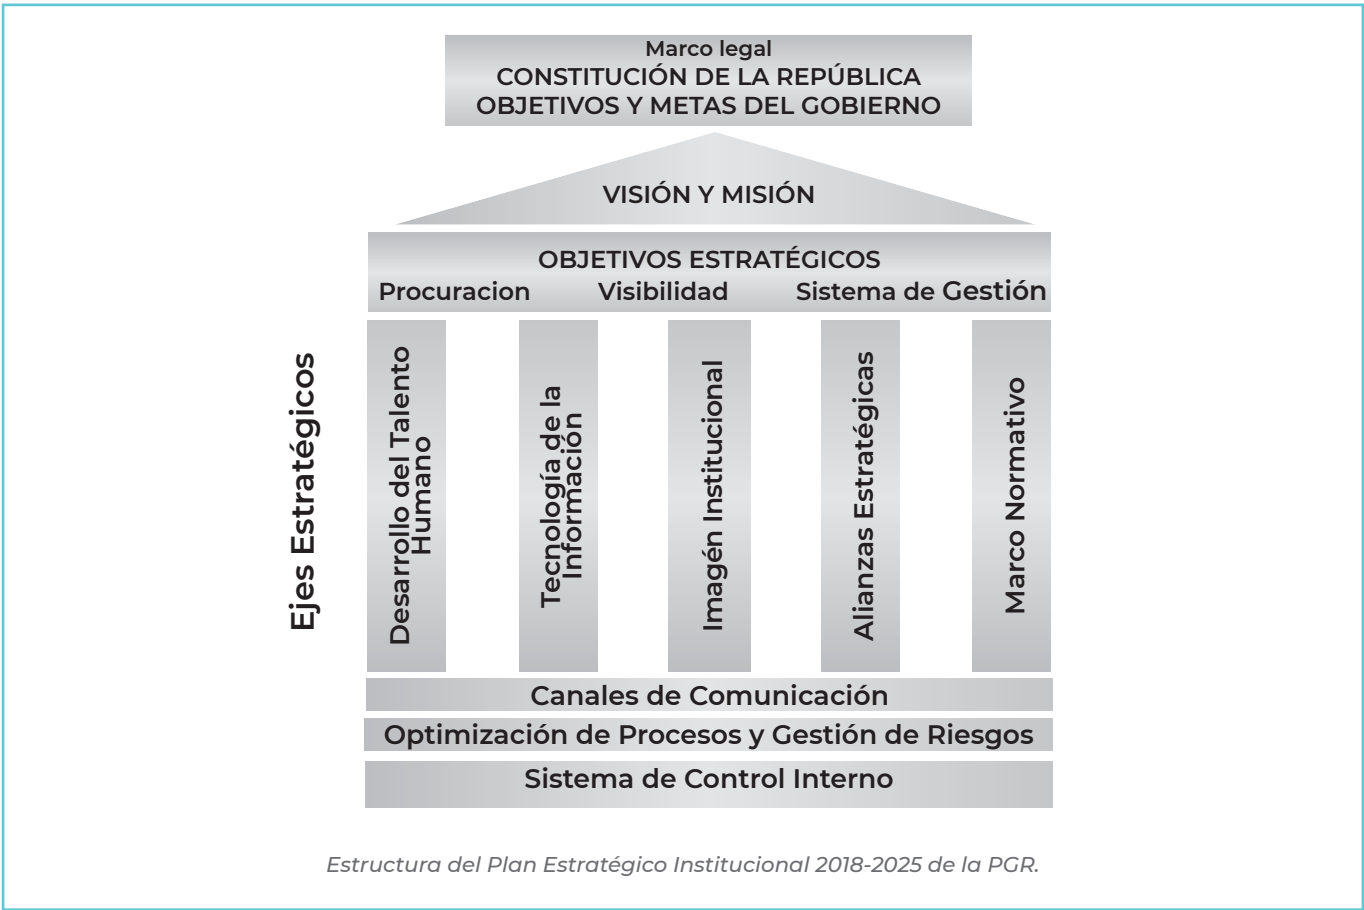 Marco legal
CONSTITUCIÓN DE LA REPÚBLICA
OBJETIVOS Y METAS DEL GOBIERNO
VISIÓN Y MISIÓN
OBJETIVOS ESTRATÉGICOS
Procuracion Visibilidad Sistema de Gestión
Ejes Estratégicos
Desarrollo del Talento
Humano
Tecnología de la
Información
Imagén Institucional
Alianzas Estratégicas
Marco Normativo
Canales de Comunicación
Optimización de Procesos y Gestión de Riesgos
Sistema de Control Interno
Estructura del Plan Estratégico Institucional 2018-2025 de la PGR.